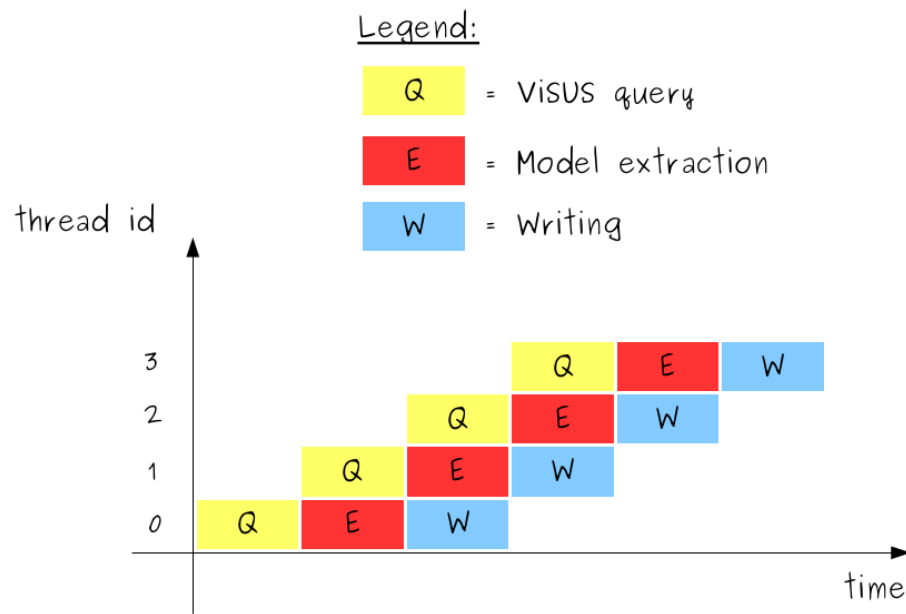 Legend:
Q = ViSUS query
E = Model extraction
W = Writing
thread id
3 Q E W
2 Q E W
1 Q E W
0 Q E W
time